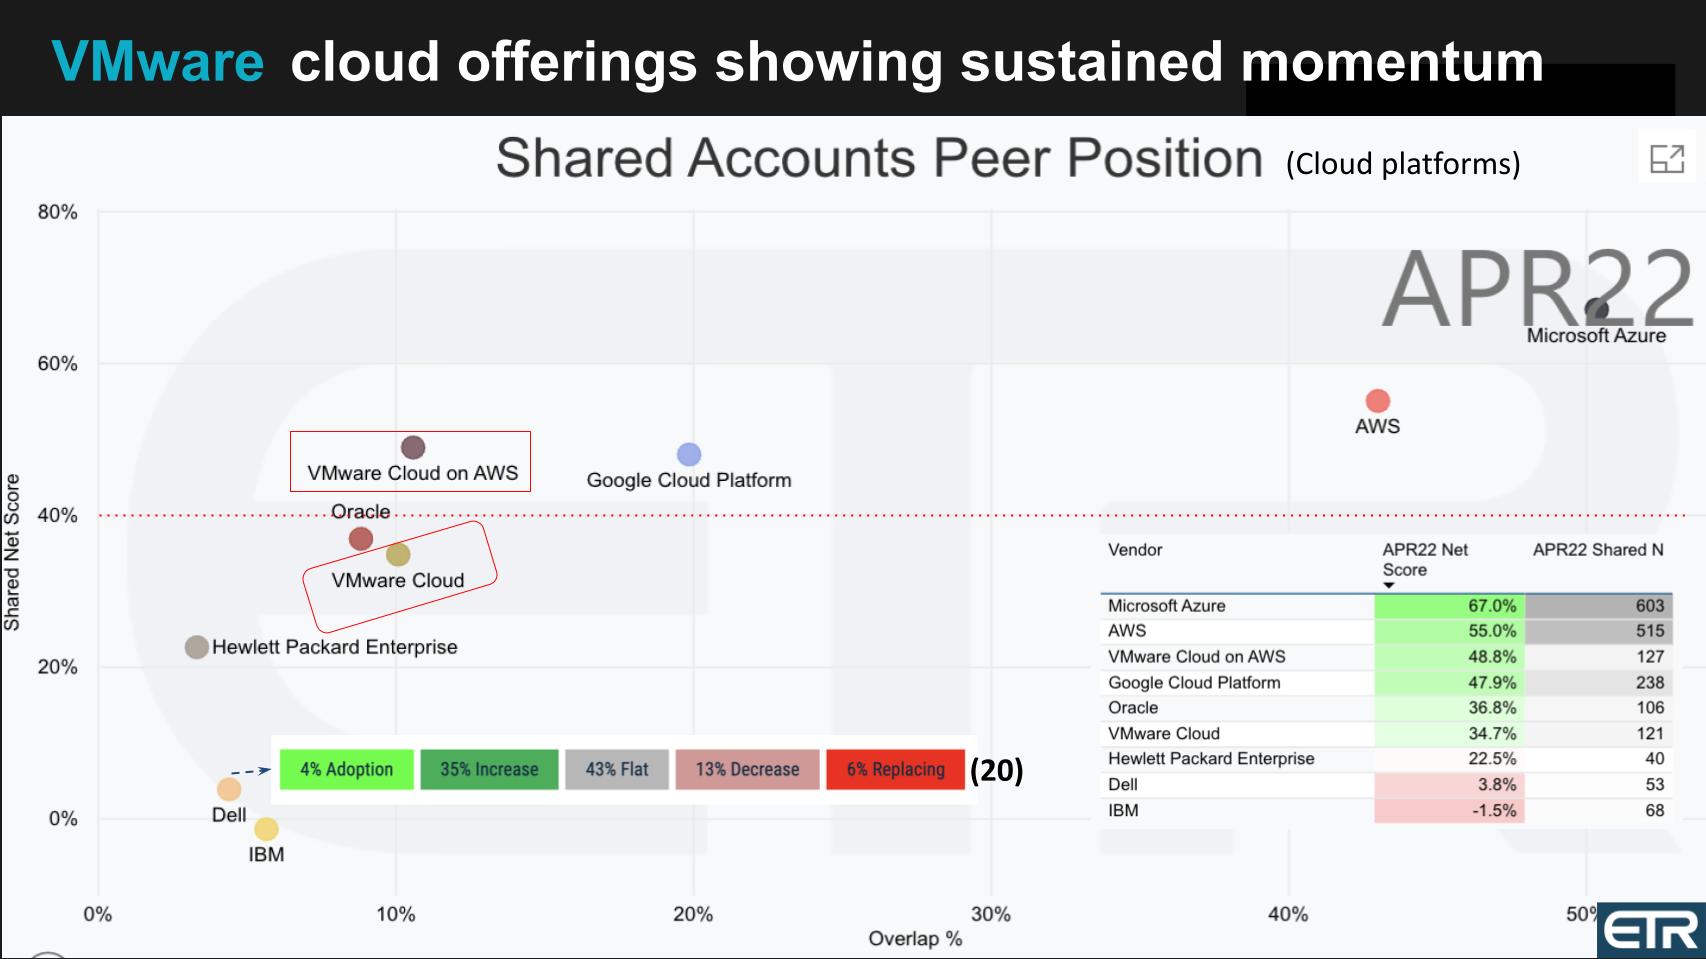 VMware cloud offerings showing sustained momentum
Shared Accounts Peer Position (Cloud platforms)
80%
APR22
Microsoft Azure
60%
AWS
VMware Cloud on AWS
Google Cloud Platform
Oracle
40%
VMware Cloud
Shared Net Score
Hewlett Packard Enterprise
20%
4% Adoption 35% Increase 43% Flat 13% Decrease 6% Replacing (20)
Dell
0%
IBM
Vendor APR22 Net Score APR22 Shared N
Microsoft Azure 67.0% 603
AWS 55.0% 515
VMware Cloud on AWS 48.8% 127
Google Cloud Platform 47.9% 238
Oracle 36.8% 106
VMware Cloud 34.7% 121
Hewlett Packard Enterprise 22.5% 40
Dell 3.8% 53
IBM -1.5% 68
0% 10% 20% 30% 40% 50%
Overlap %
ETR